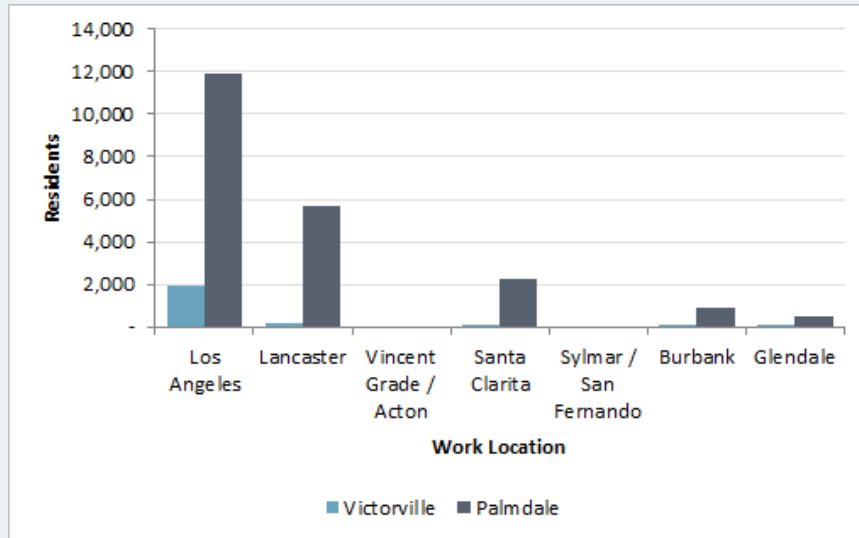 14,000
12,000
10,000
8,000
6,000
4,000
2,000
-
Residents
Los
Angeles
Lancaster
Vincent
Grade /
Acton
Santa
Clarita
Sylmar /
San
Fernando
Burbank
Glendale
Work Location
Victorville
Palmdale